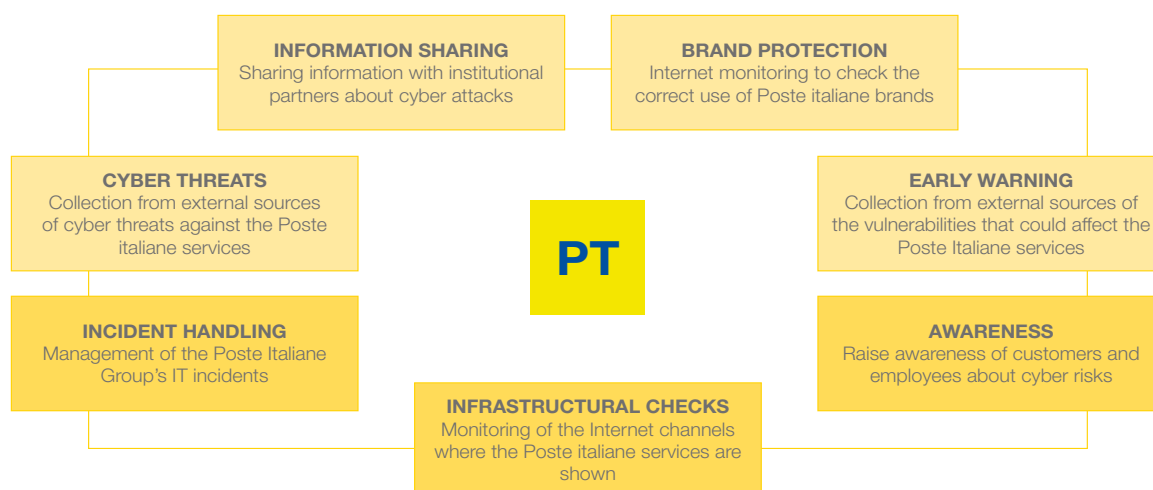 INFORMATION SHARING
Sharing information with institutional
partners about cyber attacks
BRAND PROTECTION
Internet monitoring to check the
correct use of Poste italiane brands
CYBER THREATS
Collection from external sources
of cyber threats against the Poste
italiane services
EARLY WARNING
Collection from external sources of
the vulnerabilities that could affect the
Poste Italiane services
PT
INCIDENT HANDLING
Management of the Poste Italiane
Group's IT incidents
AWARENESS
Raise awareness of customers and
employees about cyber risks
INFRASTRUCTURAL CHECKS
Monitoring of the Internet channels
where the Poste italiane services are
shown